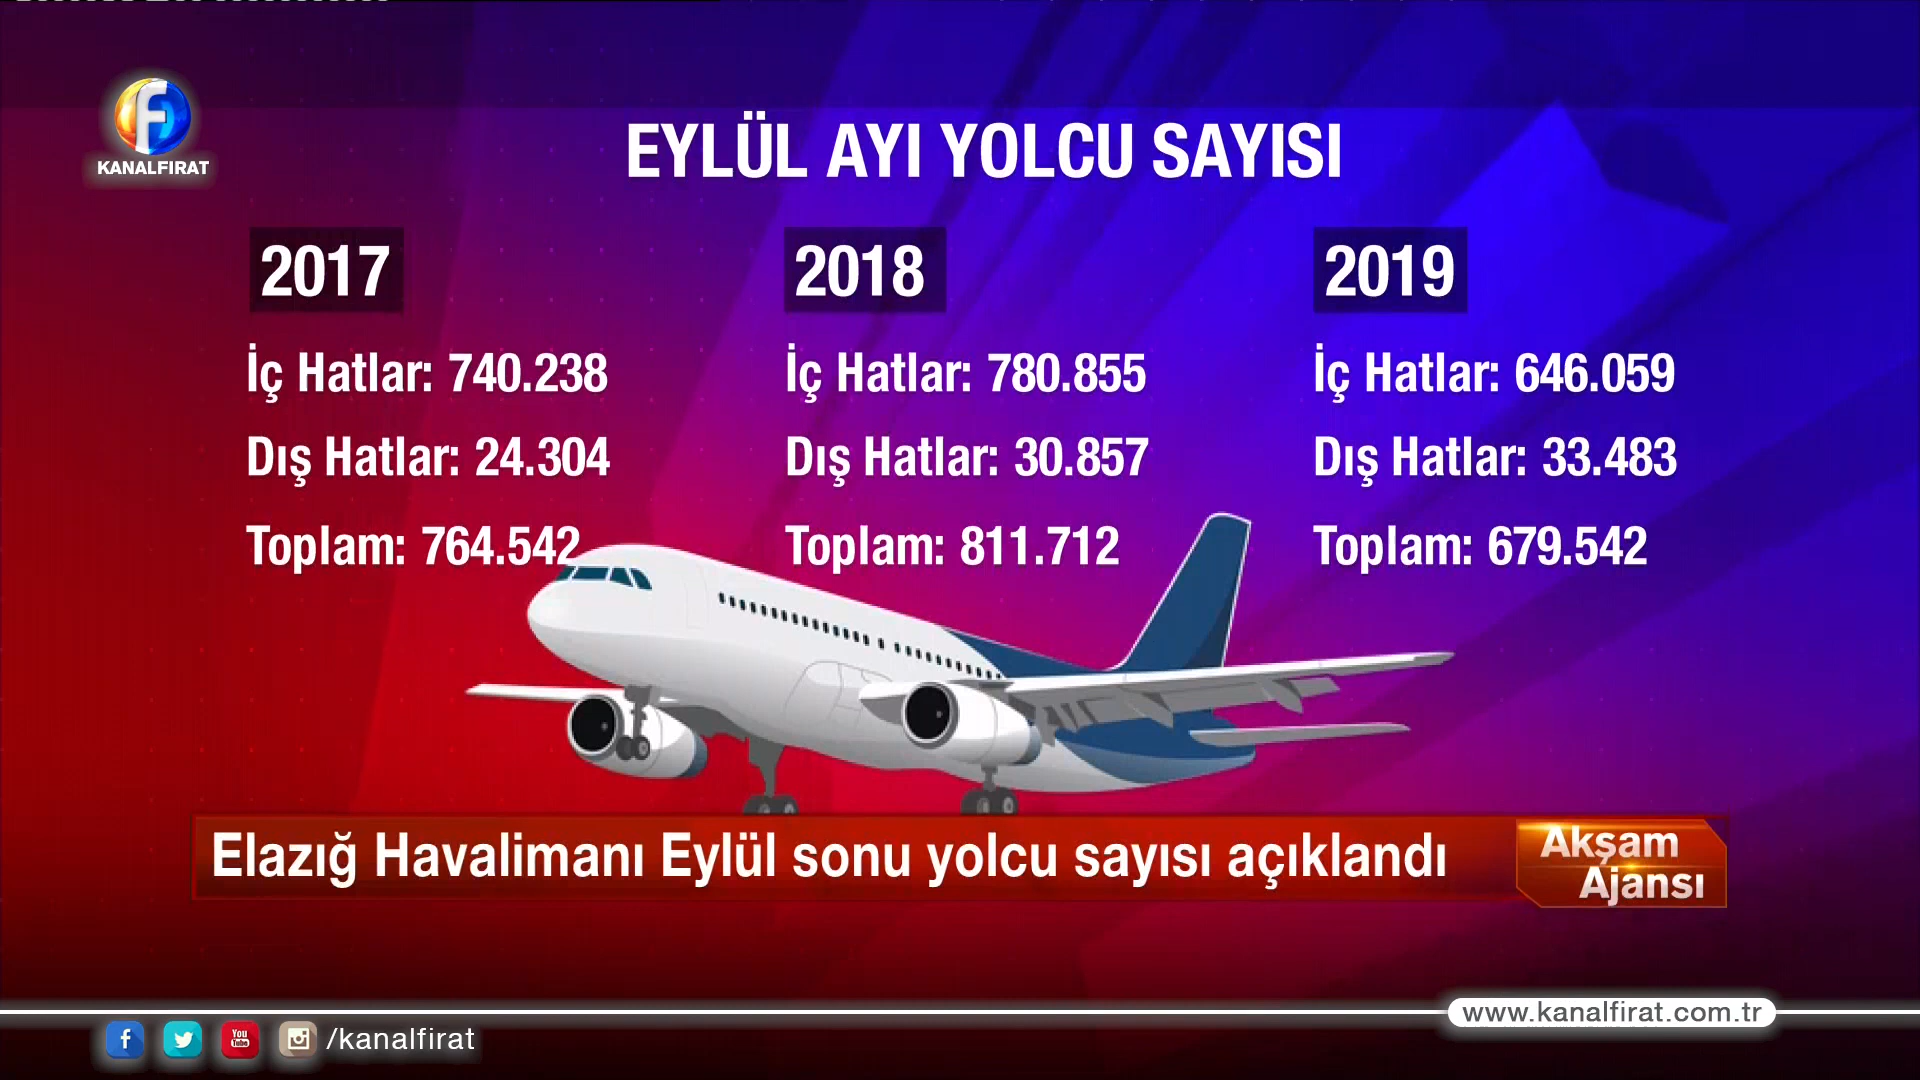 KANALFIRAT
EYLÜL AYI YOLCU SAYISI
2017
İç Hatlar: 740.238
Dış Hatlar: 24.304
Toplam: 764.542
2018
İç Hatlar: 780.855
Dış Hatlar: 30.857
Toplam: 811.712
2019
İç Hatlar: 646.059
Dış Hatlar: 33.483
Toplam: 679.542
Elazığ Havalimanı Eylül sonu yolcu sayısı açıklandı
Akşam
Ajansı
www.kanalfirat.com.tr
You
Tube
/kanalfirat